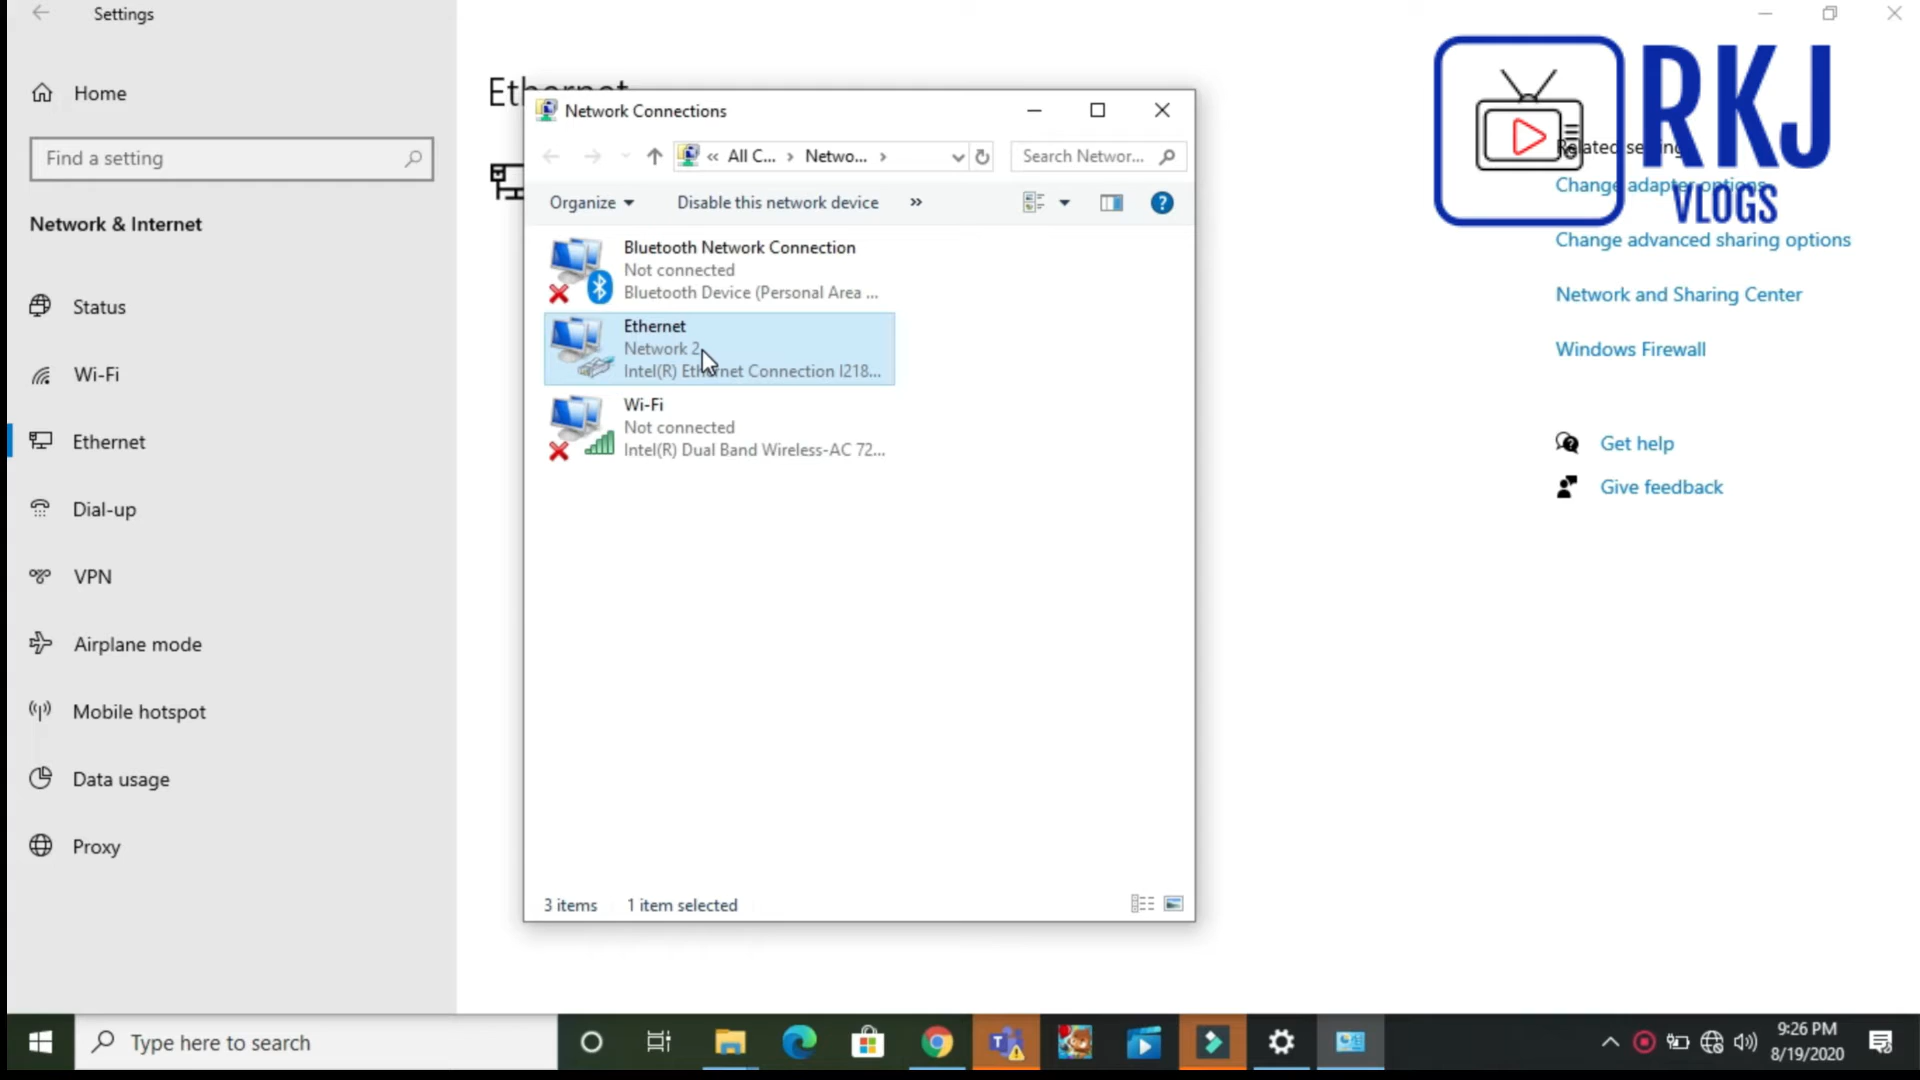 Settings
Home
Find a setting
Network & Internet
Status
Wi-Fi
Ethernet
Dial-up
VPN
Airplane mode
Mobile hotspot
Data usage
Proxy
Network Connections
« All C... › Netwo... ›
Search Networ...
Organize
Disable this network device »
Bluetooth Network Connection
Not connected
Bluetooth Device (Personal Area ...
Ethernet
Network 2
Intel(R) Ethernet Connection I218...
Wi-Fi
Not connected
Intel(R) Dual Band Wireless-AC 72...
3 items
1 item selected
RKJ
VLOGS
Related
Change adapter options
Change advanced sharing options
Network and Sharing Center
Windows Firewall
Get help
Give feedback
Type here to search
9:26 PM
8/19/2020